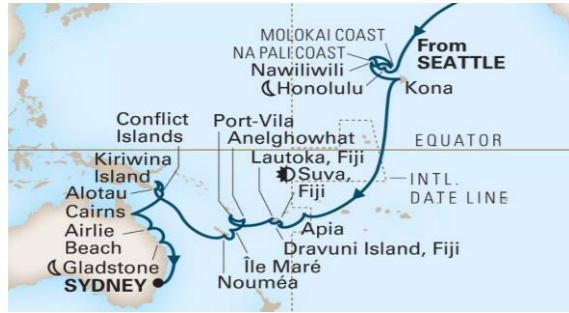 MOLOKAI COAST
NA PALI COAST
Nawiliwili
Honolulu
From
SEATTLE
Kona
EQUATOR
INTL.
DATE LINE
Conflict
Islands
Port-Vila
Anelghowhat
Kiriwina
Island
Lautoka, Fiji
Suva,
Fiji
Alotau
Cairns
Airlie
Beach
Gladstone
SYDNEY
Apia
Dravuni Island, Fiji
Île Maré
Nouméa